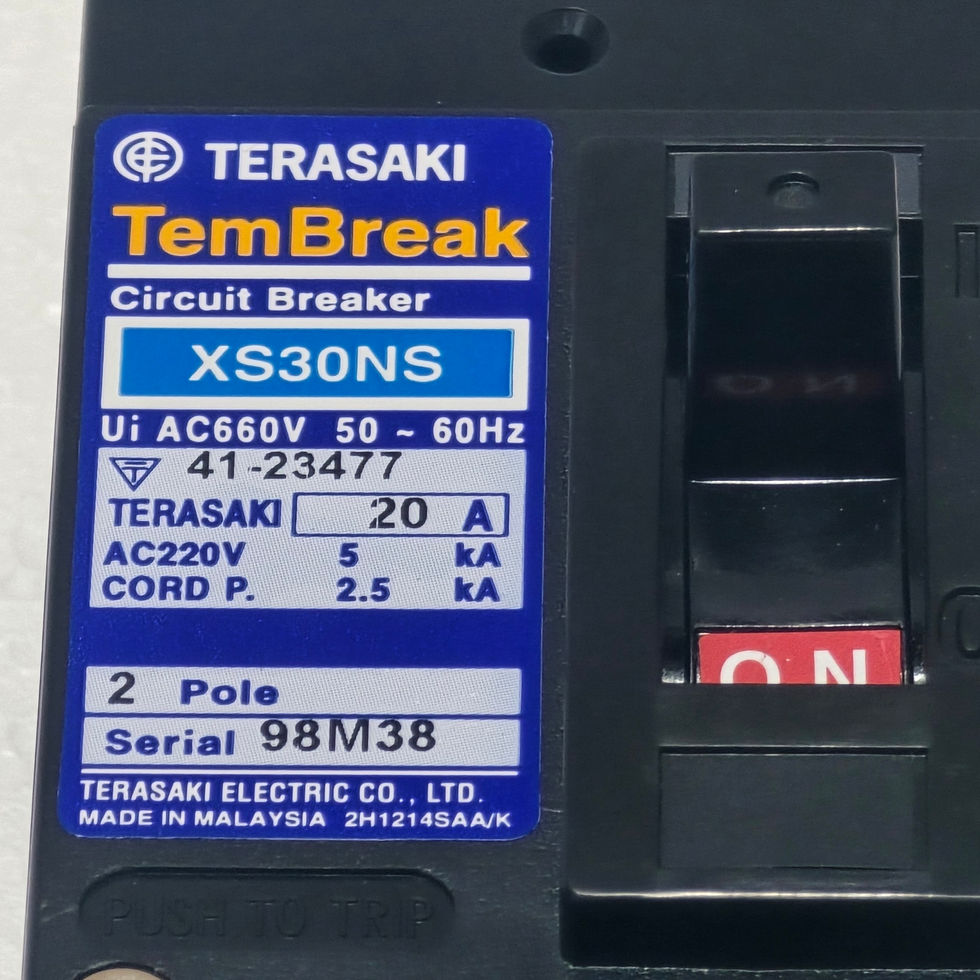 TERASAKI
TemBreak
Circuit Breaker
XS30NS
Ui AC660V 50 ~ 60Hz
41-23477
TERASAKI 20 A
AC220V 5 kA
CORD P. 2.5 kA
2 Pole
Serial 98M38
TERASAKI ELECTRIC CO., LTD.
MADE IN MALAYSIA 2H1214SAA/K
PUSH TO TRIP
ON